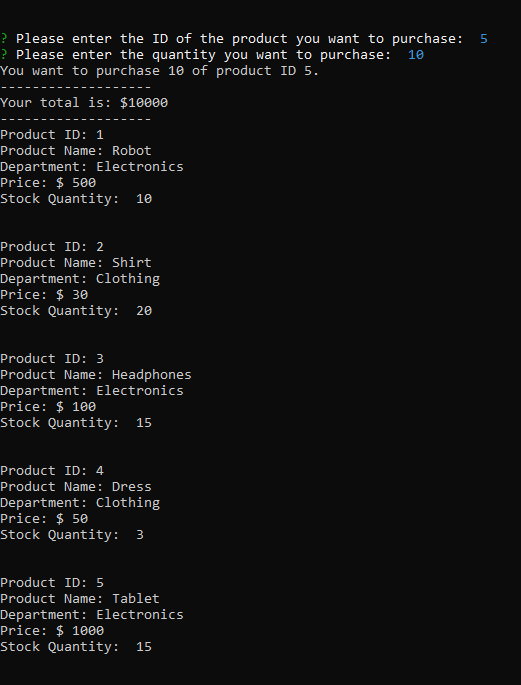 ? Please enter the ID of the product you want to purchase:  5
? Please enter the quantity you want to purchase:  10
You want to purchase 10 of product ID 5.
-------------------
Your total is: $10000
-------------------
Product ID: 1
Product Name: Robot
Department: Electronics
Price: $ 500
Stock Quantity:  10
Product ID: 2
Product Name: Shirt
Department: Clothing
Price: $ 30
Stock Quantity:  20
Product ID: 3
Product Name: Headphones
Department: Electronics
Price: $ 100
Stock Quantity:  15
Product ID: 4
Product Name: Dress
Department: Clothing
Price: $ 50
Stock Quantity:  3
Product ID: 5
Product Name: Tablet
Department: Electronics
Price: $ 1000
Stock Quantity:  15